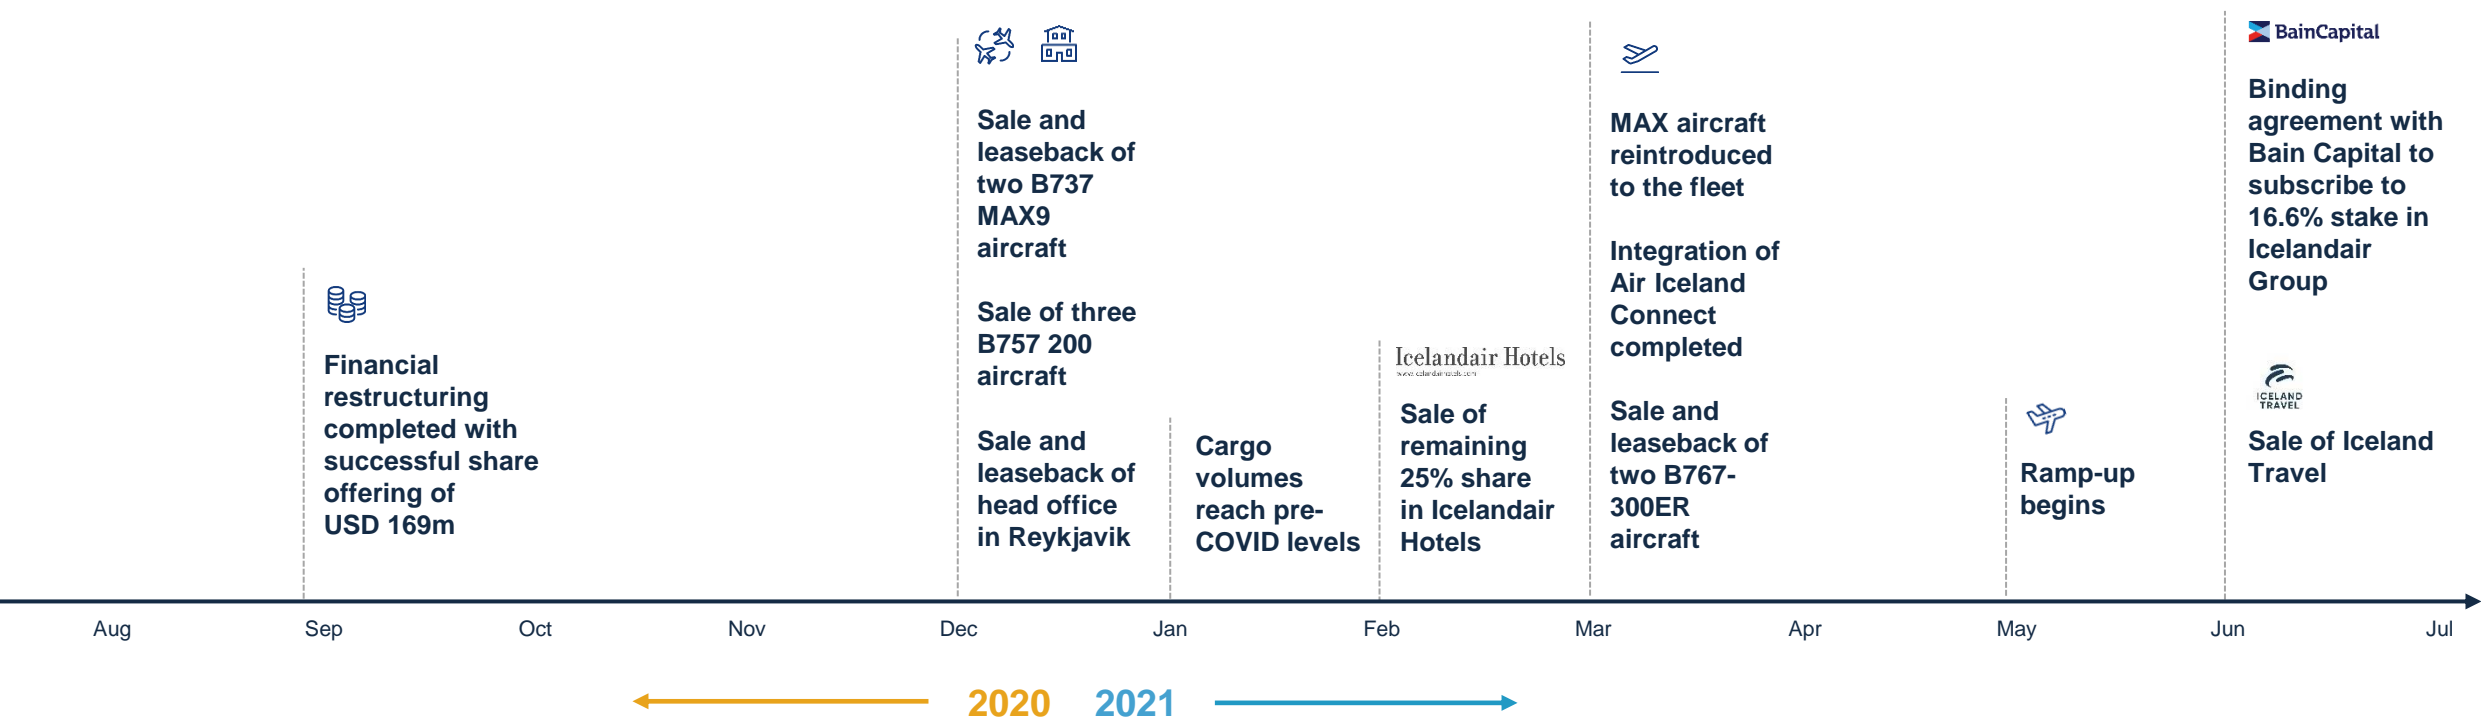 Financial
restructuring
completed with
successful share
offering of
USD 169m
Sale and
leaseback of
two B737
MAX9
aircraft
Sale of three
B757 200
aircraft
Sale and
leaseback of
head office
in Reykjavik
Cargo
volumes
reach pre-
COVID levels
Icelandair Hotels
www.icelandairhotels.com
Sale of
remaining
25% share
in Icelandair
Hotels
MAX aircraft
reintroduced
to the fleet
Integration of
Air Iceland
Connect
completed
Sale and
leaseback of
two B767-
300ER
aircraft
Ramp-up
begins
BainCapital
Binding
agreement with
Bain Capital to
subscribe to
16.6% stake in
Icelandair
Group
ICELAND
TRAVEL
Sale of Iceland
Travel
Aug Sep Oct Nov Dec Jan Feb Mar Apr May Jun Jul
2020 2021